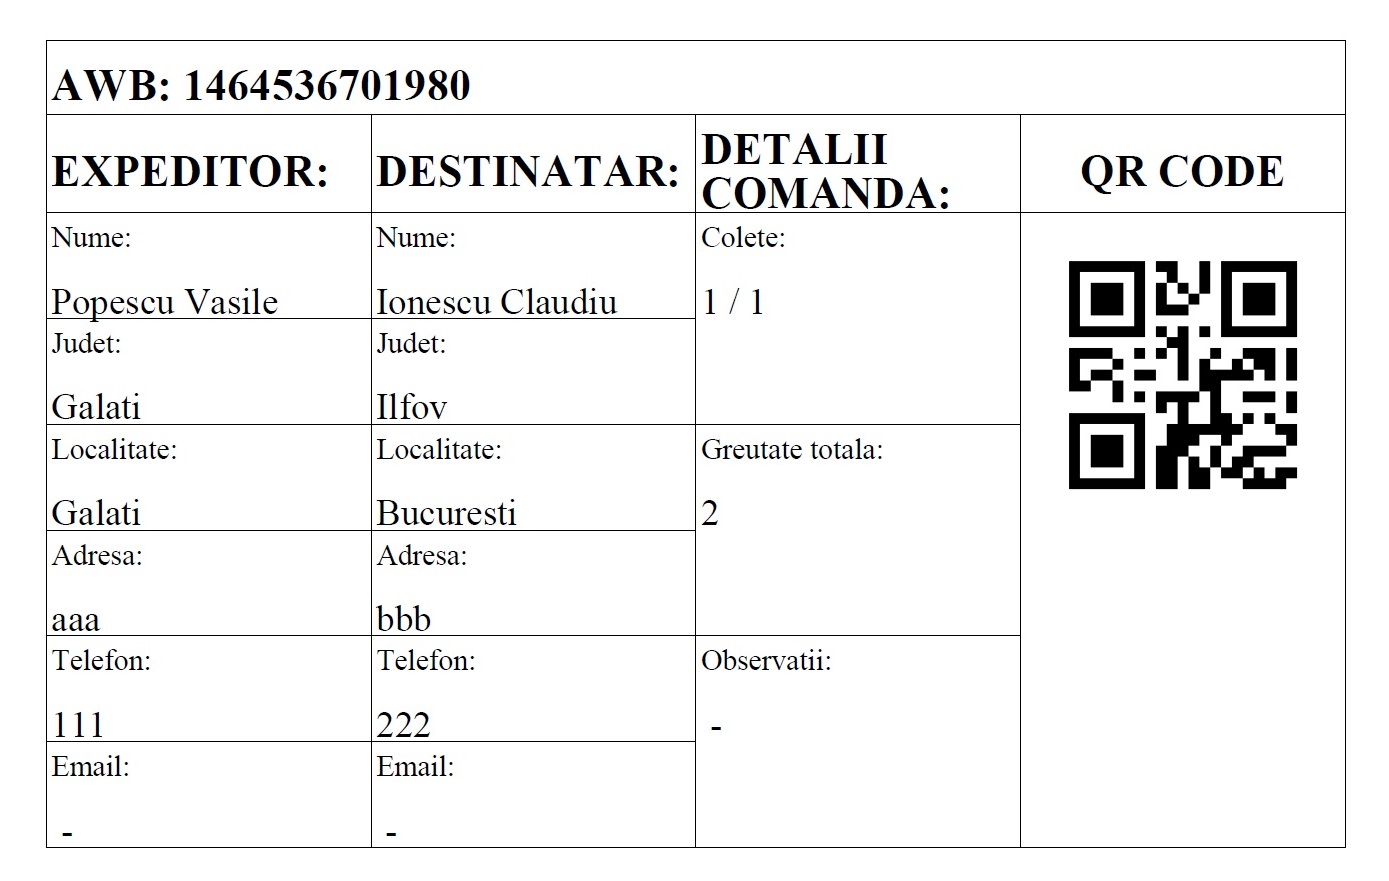 AWB: 1464536701980
EXPEDITOR:
DESTINATAR:
DETALII
COMANDA:
QR CODE
Nume:
Popescu Vasile
Nume:
Ionescu Claudiu
Colete:
1 / 1
Judet:
Galati
Judet:
Ilfov
Localitate:
Galati
Localitate:
Bucuresti
Greutate totala:
2
Adresa:
aaa
Adresa:
bbb
Telefon:
111
Telefon:
222
Observatii:
-
Email:
-
Email:
-